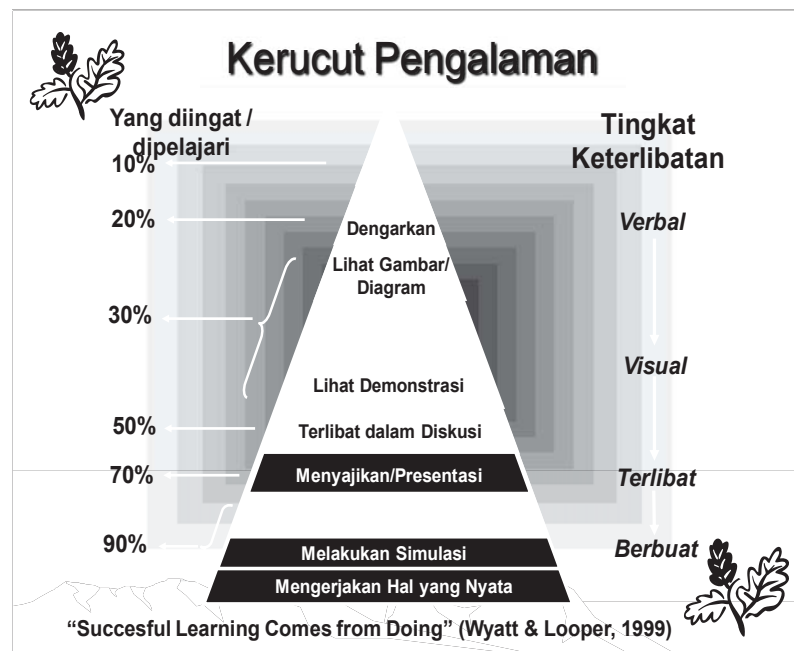 Kerucut Pengalaman
Yang diingat /
dipelajari
Tingkat
Keterlibatan
10%
20%
Dengarkan
Verbal
Lihat Gambar/
Diagram
30%
Visual
Lihat Demonstrasi
50%
Terlibat dalam Diskusi
70%
Menyajikan/Presentasi
Terlibat
90%
Melakukan Simulasi
Berbuat
Mengerjakan Hal yang Nyata
“Succesful Learning Comes from Doing” (Wyatt & Looper, 1999)